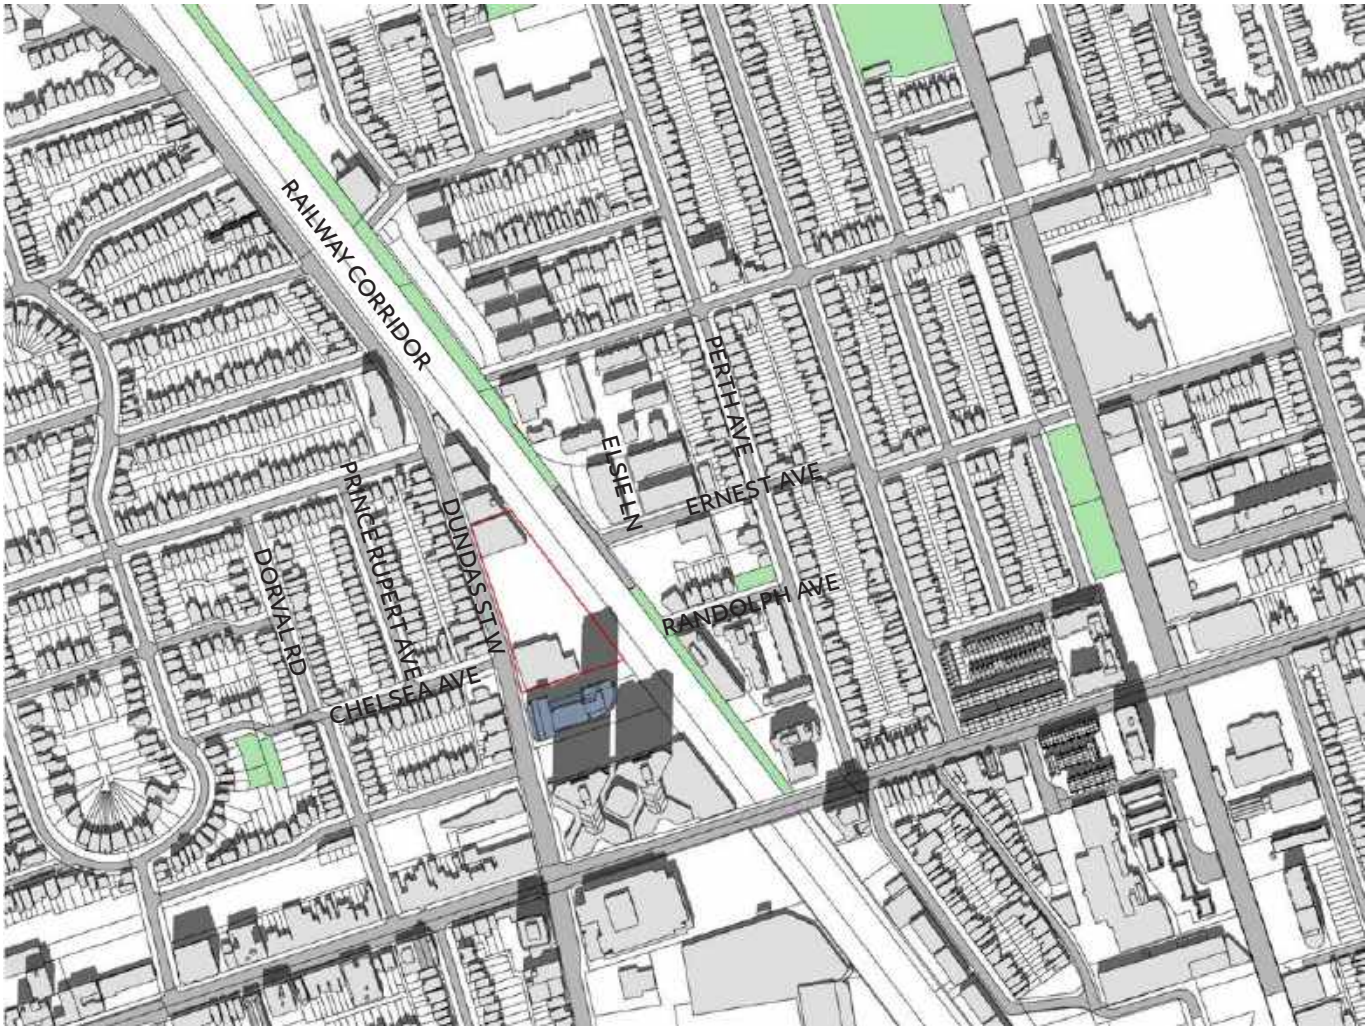 RAILWAY CORRIDOR
PERTH AVE
ELSIE LN
ERNEST AVE
PRINCE RUPERT AVE
DUNDAS ST W
DORVAL RD
RANDOLPH AVE
CHELSEA AVE